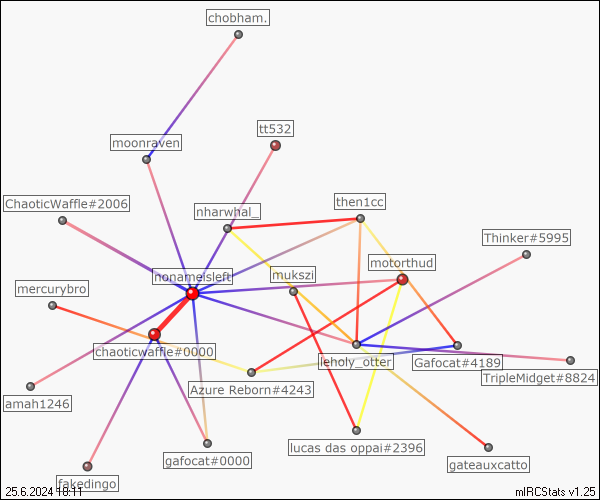 chobham.
tt532
moonraven
ChaoticWaffle#2006
then1cc
nharwhal_
Thinker#5995
motorthud
nonameisleft
mukszi
mercurybro
chaoticwaffle#0000
leholy_otter
Gafocat#4189
TripleMidget#8824
Azure Reborn#4243
amah1246
lucas das oppai#2396
gafocat#0000
gateauxcatto
fakedingo
25.6.2024 10:11
mIRCStats v1.25